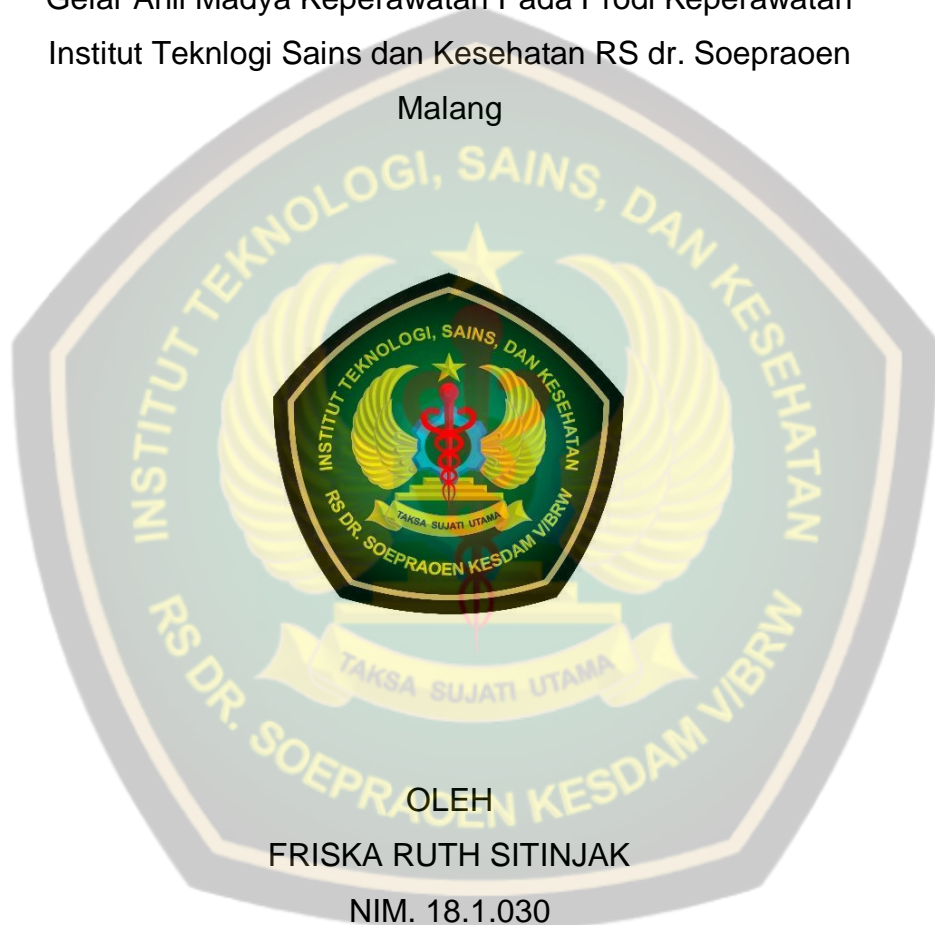 Gelar Ahli Madya Keperawatan Pada Prodi Keperawatan
Institut Teknlogi Sains dan Kesehatan RS dr. Soepraoen
Malang
INSTITUT TEKNOLOGI, SAINS, DAN KESEHATAN
INSTITUT TEKNOLOGI, SAINS, DAN KESEHATAN
TAKSA SUJATI UTAMA
RS DR. SOEPRAOEN KESDAM V/BRW
TAKSA SUJATI UTAMA
RS DR. SOEPRAOEN KESDAM V/BRW
OLEH
FRISKA RUTH SITINJAK
NIM. 18.1.030